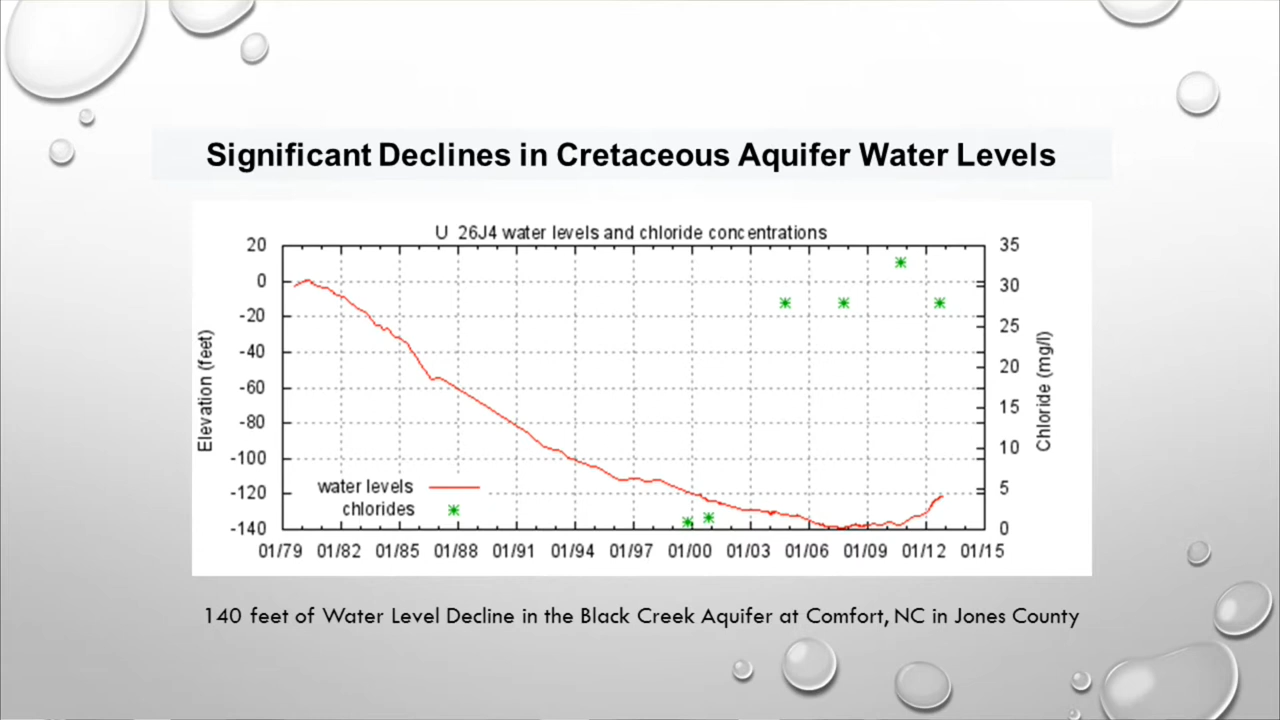 Significant Declines in Cretaceous Aquifer Water Levels
U 26J4 water levels and chloride concentrations
20
0
-20
-40
-60
-80
-100
-120
-140
Elevation (feet)
35
30
25
20
15
10
5
0
Chloride (mg/l)
water levels
chlorides
01/79 01/82 01/85 01/88 01/91 01/94 01/97 01/00 01/03 01/06 01/09 01/12 01/15
140 feet of Water Level Decline in the Black Creek Aquifer at Comfort, NC in Jones County